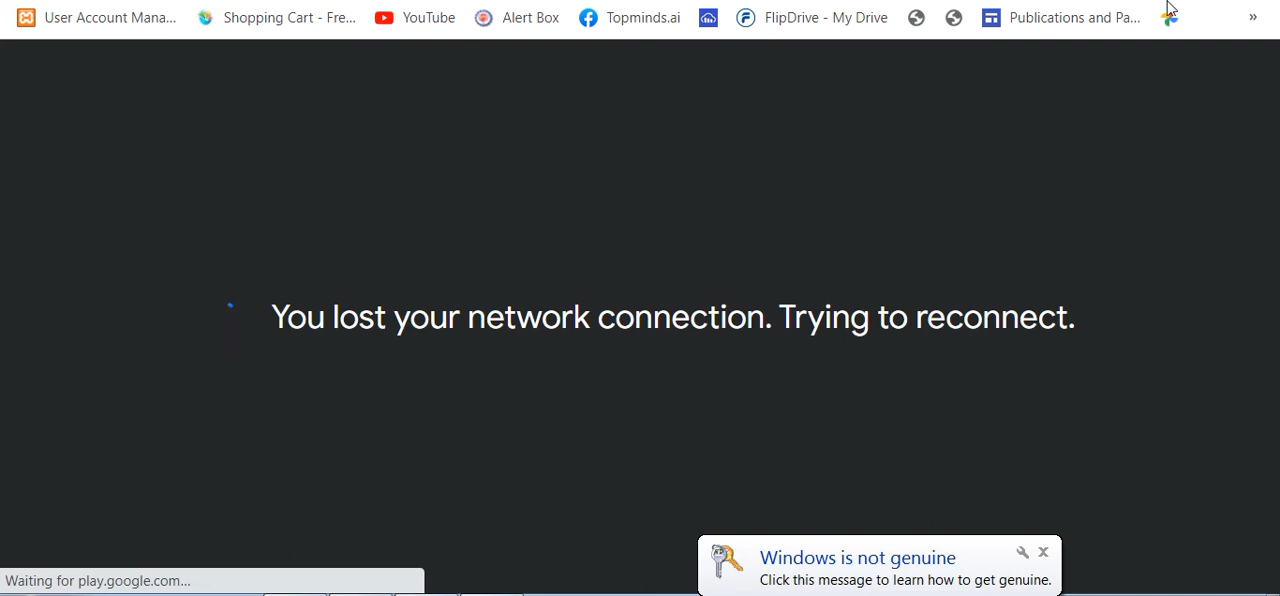 User Account Mana... Shopping Cart - Fre... YouTube Alert Box Topminds.ai FlipDrive - My Drive Publications and Pa... »
You lost your network connection. Trying to reconnect.
Windows is not genuine
Click this message to learn how to get genuine.
Waiting for play.google.com...